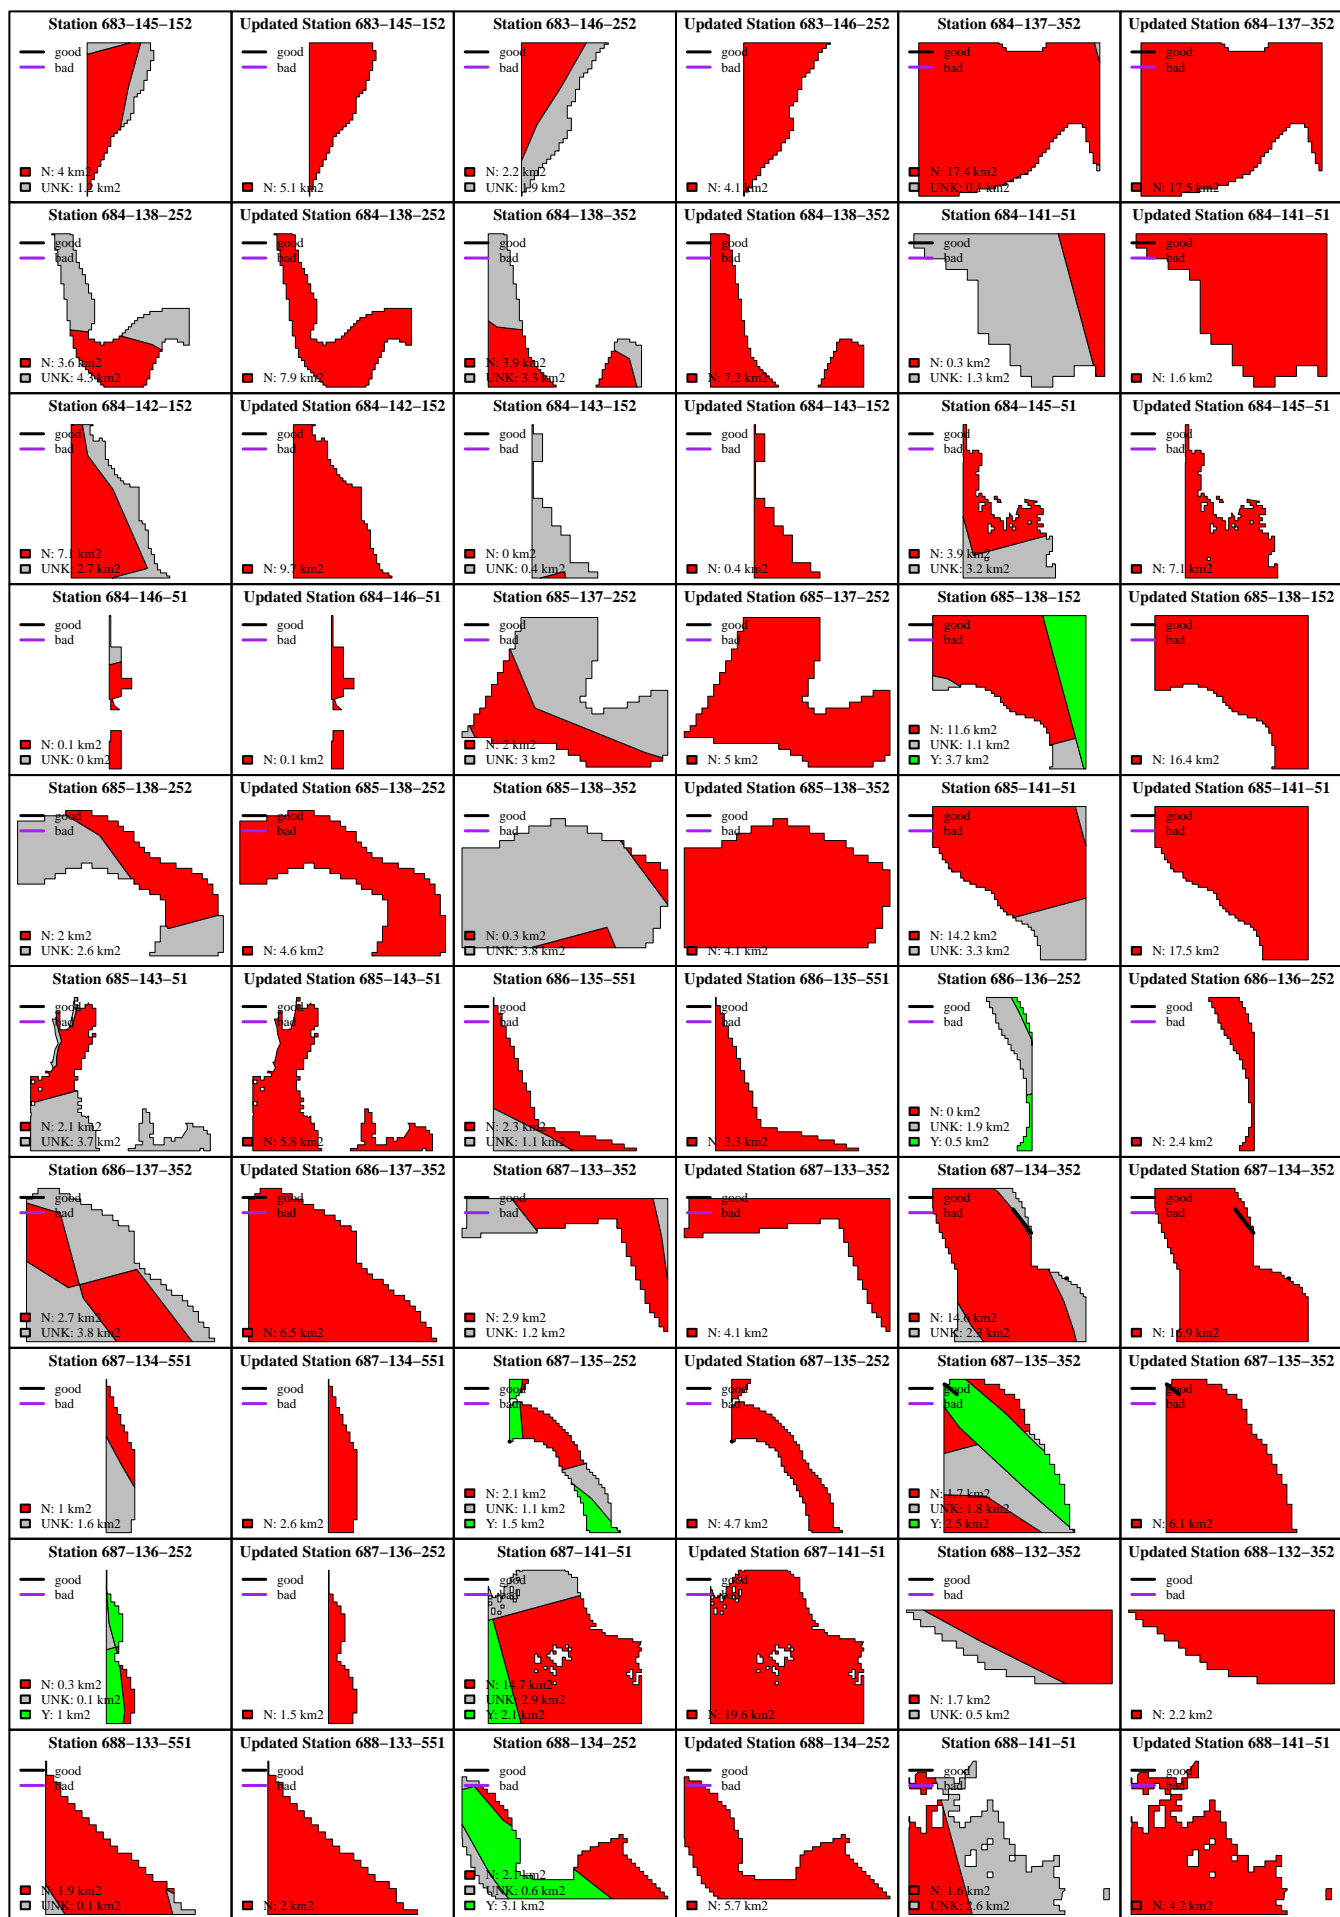 Station 683−145−152
good
bad
N: 4 km2
UNK: 1.2 km2
Updated Station 683−145−152
good
bad
N: 5.1 km2
Station 683−146−252
good
bad
N: 2.2 km2
UNK: 1.9 km2
Updated Station 683−146−252
good
bad
N: 4.1 km2
Station 684−137−352
good
bad
N: 17.4 km2
UNK: 0.1 km2
Updated Station 684−137−352
good
bad
N: 17.5 km2
Station 684−138−252
good
bad
N: 3.6 km2
UNK: 4.3 km2
Updated Station 684−138−252
good
bad
N: 7.9 km2
Station 684−138−352
good
bad
N: 3.9 km2
UNK: 3.3 km2
Updated Station 684−138−352
good
bad
N: 7.2 km2
Station 684−141−51
good
bad
N: 0.3 km2
UNK: 1.3 km2
Updated Station 684−141−51
good
bad
N: 1.6 km2
Station 684−142−152
good
bad
N: 7.1 km2
UNK: 2.7 km2
Updated Station 684−142−152
good
bad
N: 9.7 km2
Station 684−143−152
good
bad
N: 0 km2
UNK: 0.4 km2
Updated Station 684−143−152
good
bad
N: 0.4 km2
Station 684−145−51
good
bad
N: 3.9 km2
UNK: 3.2 km2
Updated Station 684−145−51
good
bad
N: 7.1 km2
Station 684−146−51
good
bad
N: 0.1 km2
UNK: 0 km2
Updated Station 684−146−51
good
bad
N: 0.1 km2
Station 685−137−252
good
bad
N: 2 km2
UNK: 3 km2
Updated Station 685−137−252
good
bad
N: 5 km2
Station 685−138−152
good
bad
N: 11.6 km2
UNK: 1.1 km2
Y: 3.7 km2
Updated Station 685−138−152
good
bad
N: 16.4 km2
Station 685−138−252
good
bad
N: 2 km2
UNK: 2.6 km2
Updated Station 685−138−252
good
bad
N: 4.6 km2
Station 685−138−352
good
bad
N: 0.3 km2
UNK: 3.8 km2
Updated Station 685−138−352
good
bad
N: 4.1 km2
Station 685−141−51
good
bad
N: 14.2 km2
UNK: 3.3 km2
Updated Station 685−141−51
good
bad
N: 17.5 km2
Station 685−143−51
good
bad
N: 2.1 km2
UNK: 3.7 km2
Updated Station 685−143−51
good
bad
N: 5.8 km2
Station 686−135−551
good
bad
N: 2.3 km2
UNK: 1.1 km2
Updated Station 686−135−551
good
bad
N: 3.3 km2
Station 686−136−252
good
bad
N: 0 km2
UNK: 1.9 km2
Y: 0.5 km2
Updated Station 686−136−252
good
bad
N: 2.4 km2
Station 686−137−352
good
bad
N: 2.7 km2
UNK: 3.8 km2
Updated Station 686−137−352
good
bad
N: 6.5 km2
Station 687−133−352
good
bad
N: 2.9 km2
UNK: 1.2 km2
Updated Station 687−133−352
good
bad
N: 4.1 km2
Station 687−134−352
good
bad
N: 14.6 km2
UNK: 2.3 km2
Updated Station 687−134−352
good
bad
N: 16.9 km2
Station 687−134−551
good
bad
N: 1 km2
UNK: 1.6 km2
Updated Station 687−134−551
good
bad
N: 2.6 km2
Station 687−135−252
good
bad
N: 2.1 km2
UNK: 1.1 km2
Y: 1.5 km2
Updated Station 687−135−252
good
bad
N: 4.7 km2
Station 687−135−352
good
bad
N: 1.7 km2
UNK: 1.8 km2
Y: 2.5 km2
Updated Station 687−135−352
good
bad
N: 6.1 km2
Station 687−136−252
good
bad
N: 0.3 km2
UNK: 0.1 km2
Y: 1 km2
Updated Station 687−136−252
good
bad
N: 1.5 km2
Station 687−141−51
good
bad
N: 14.7 km2
UNK: 2.9 km2
Y: 2.1 km2
Updated Station 687−141−51
good
bad
N: 19.6 km2
Station 688−132−352
good
bad
N: 1.7 km2
UNK: 0.5 km2
Updated Station 688−132−352
good
bad
N: 2.2 km2
Station 688−133−551
good
bad
N: 1.9 km2
UNK: 0.1 km2
Updated Station 688−133−551
good
bad
N: 2 km2
Station 688−134−252
good
bad
N: 2.1 km2
UNK: 0.6 km2
Y: 3.1 km2
Updated Station 688−134−252
good
bad
N: 5.7 km2
Station 688−141−51
good
bad
N: 1.6 km2
UNK: 2.6 km2
Updated Station 688−141−51
good
bad
N: 4.2 km2